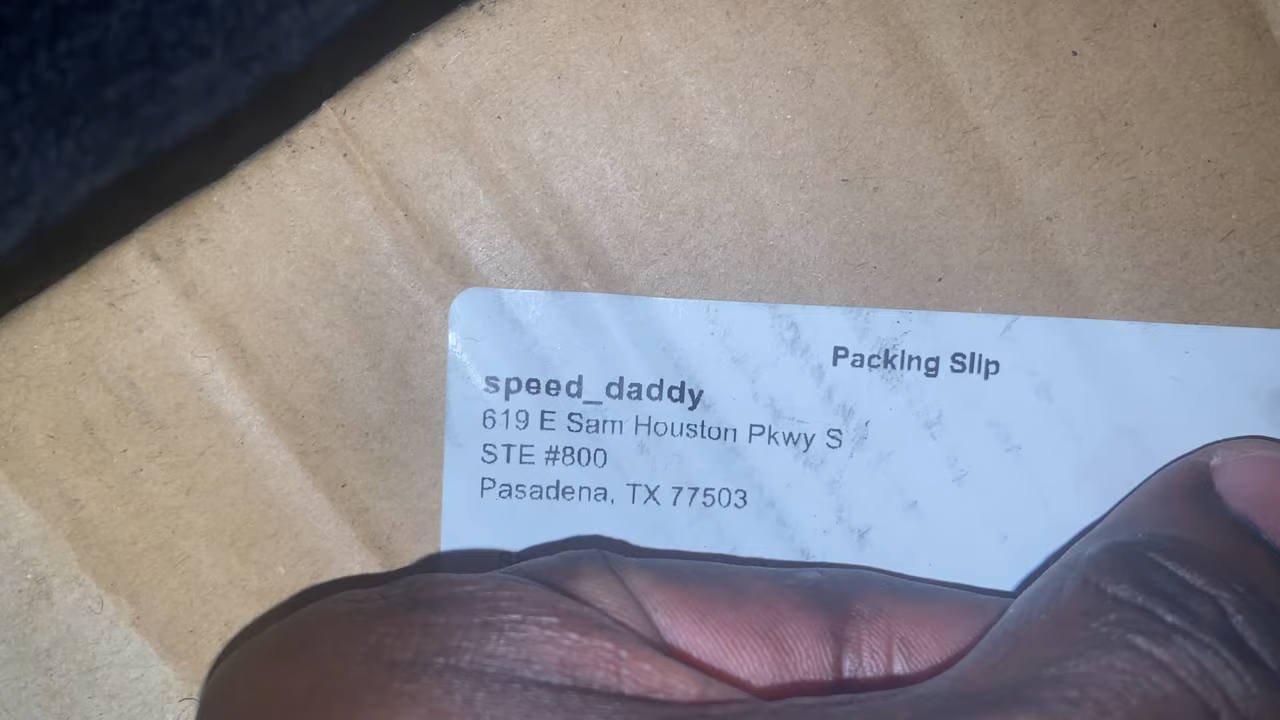 Packing Slip
speed_daddy
619 E Sam Houston Pkwy S
STE #800
Pasadena, TX 77503